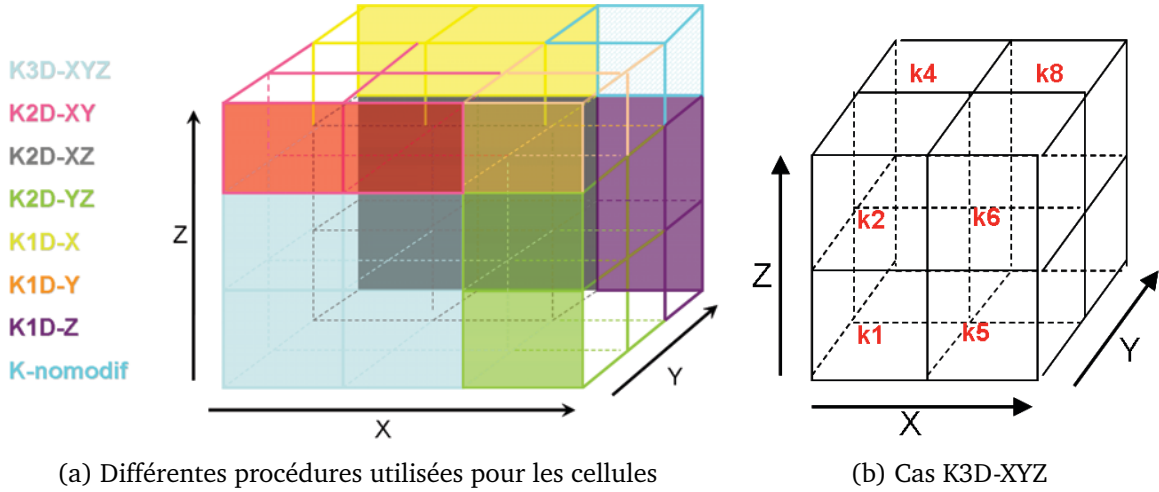 K3D-XYZ
K2D-XY
K2D-XZ
K2D-YZ
K1D-X
K1D-Y
K1D-Z
K-nomodif
Z
X
Y
k4 k8
k2 k6
k1 k5
Z
X
Y
(a) Différentes procédures utilisées pour les cellules
(b) Cas K3D-XYZ